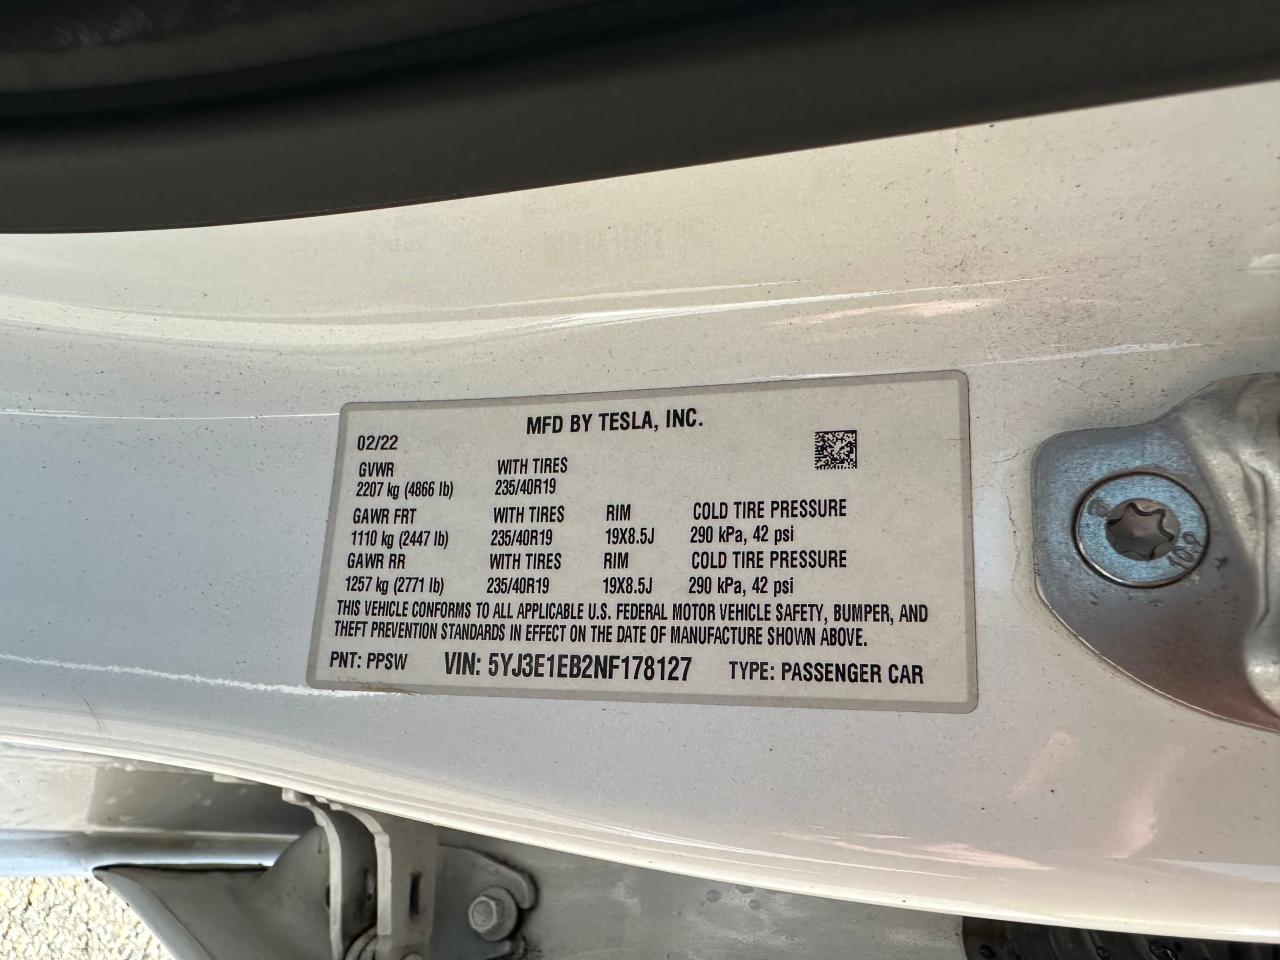 MFD BY TESLA, INC.
02/22
GVWR WITH TIRES
2207 kg (4866 lb) 235/40R19
GAWR FRT WITH TIRES RIM COLD TIRE PRESSURE
1110 kg (2447 lb) 235/40R19 19X8.5J 290 kPa, 42 psi
GAWR RR WITH TIRES RIM COLD TIRE PRESSURE
1257 kg (2771 lb) 235/40R19 19X8.5J 290 kPa, 42 psi
THIS VEHICLE CONFORMS TO ALL APPLICABLE U.S. FEDERAL MOTOR VEHICLE SAFETY, BUMPER, AND
THEFT PREVENTION STANDARDS IN EFFECT ON THE DATE OF MANUFACTURE SHOWN ABOVE.
PNT: PPSW VIN: 5YJ3E1EB2NF178127 TYPE: PASSENGER CAR